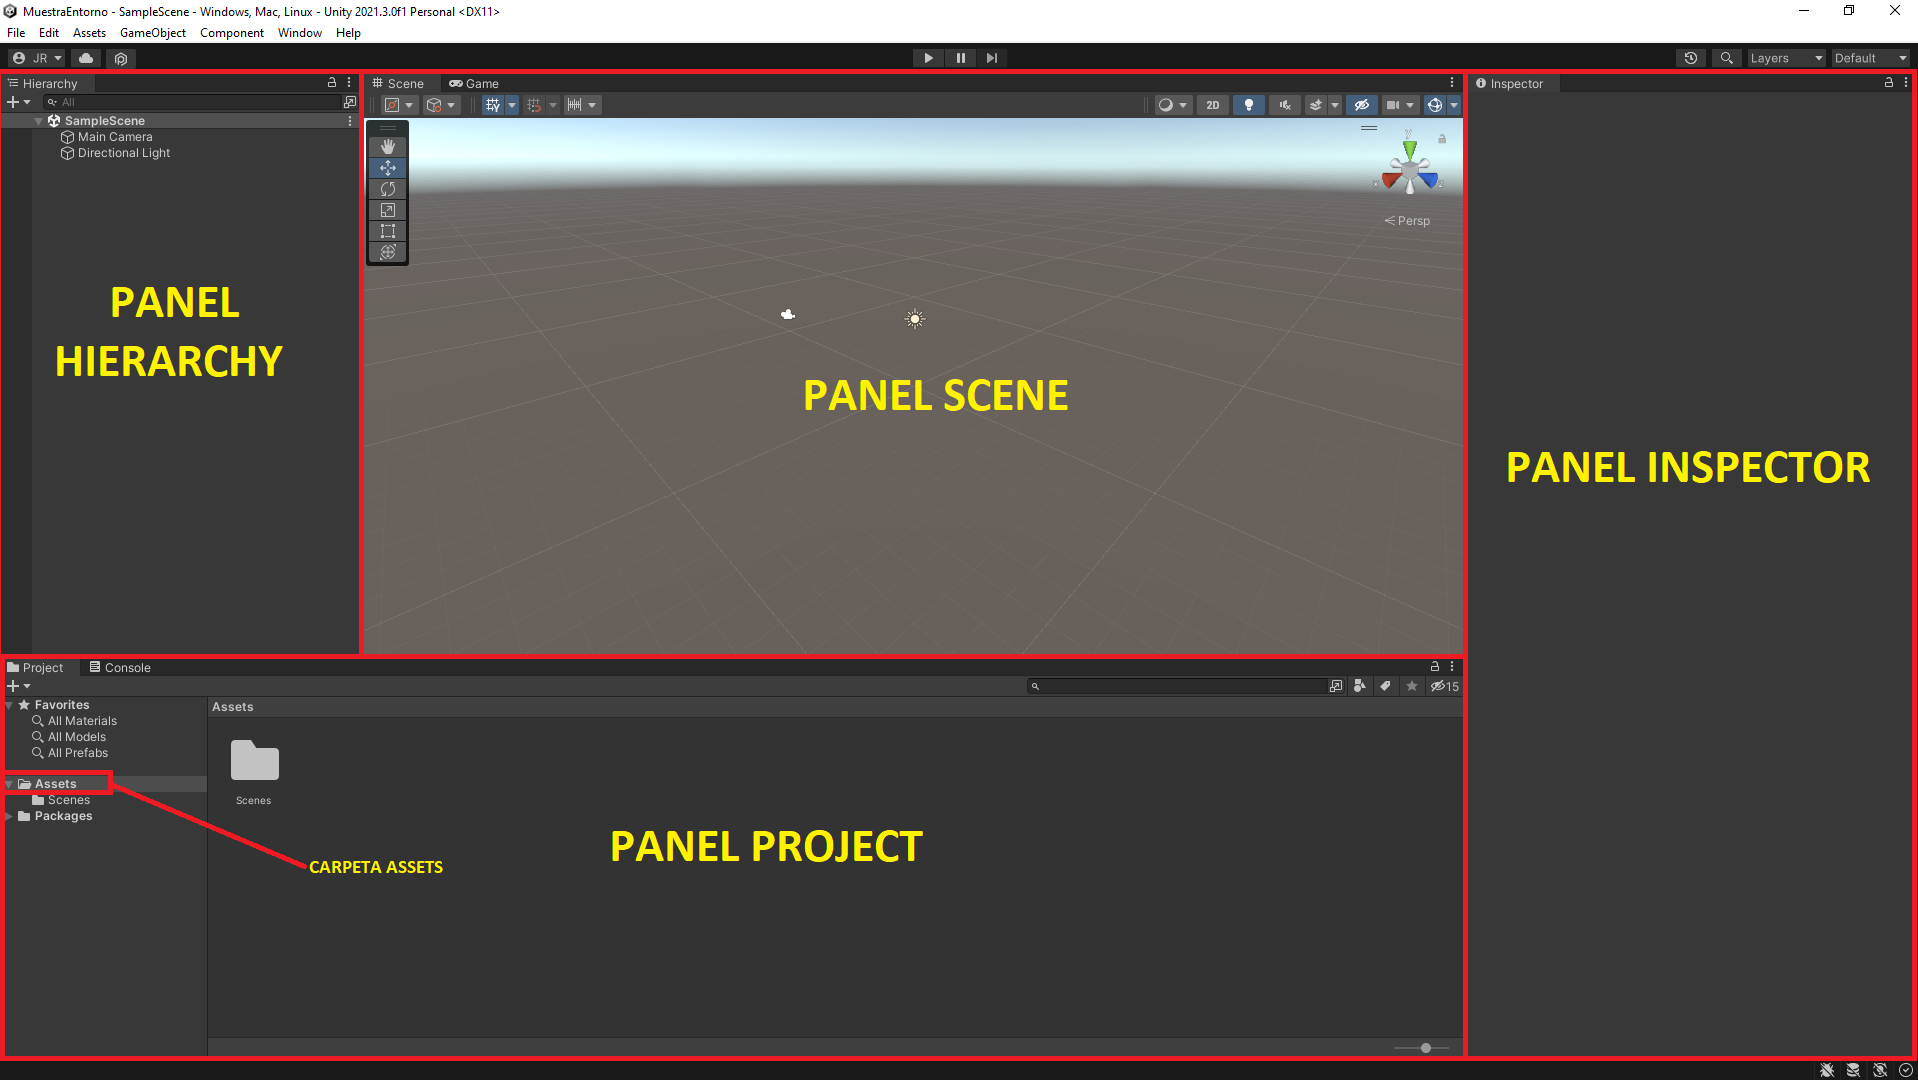 MuestraEntorno - SampleScene - Windows, Mac, Linux - Unity 2021.3.0f1 Personal <DX11>
File Edit Assets GameObject Component Window Help
JR Layers Default
Hierarchy
All
SampleScene
Main Camera
Directional Light
PANEL
HIERARCHY
Scene Game
2D
y
x z
Persp
PANEL SCENE
Inspector
PANEL INSPECTOR
Project Console
15
Favorites
All Materials
All Models
All Prefabs
Assets
Scenes
Packages
Assets
Scenes
CARPETA ASSETS
PANEL PROJECT